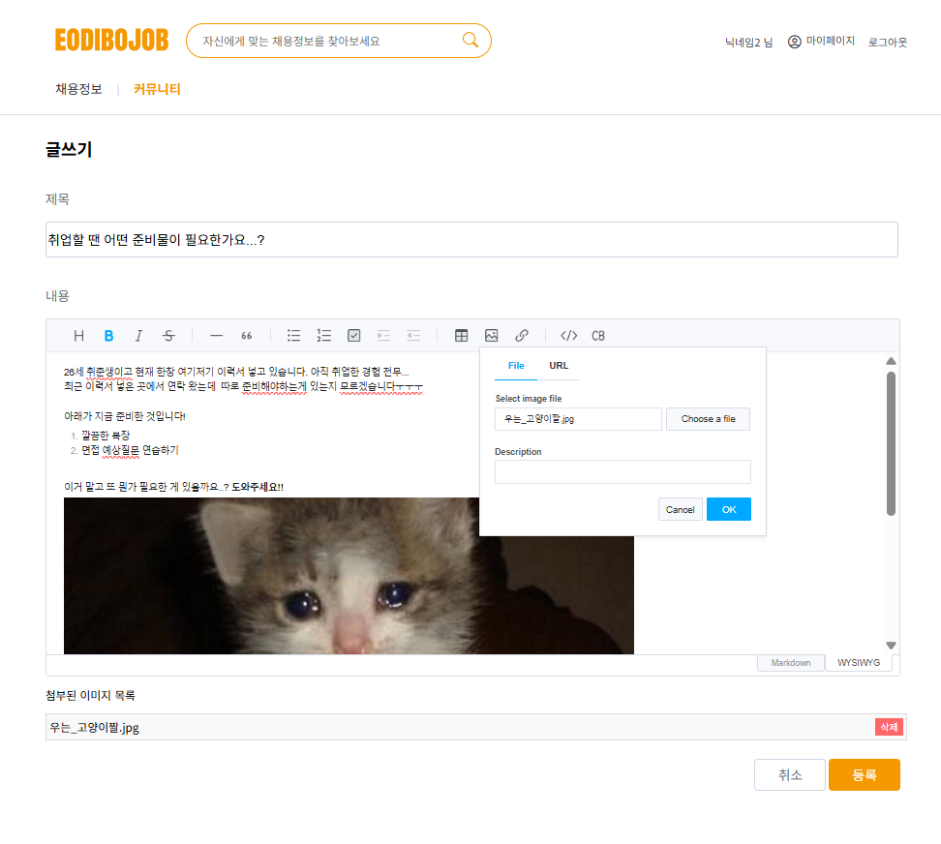 EODIBOJOB
자신에게 맞는 채용정보를 찾아보세요
닉네임2 님
마이페이지
로그아웃
채용정보
커뮤니티
글쓰기
제목
취업할 땐 어떤 준비물이 필요한가요...?
내용
H B I S 66 </> CB
26세 취준생이고 현재 한창 여기저기 이력서 넣고 있습니다. 아직 취업한 경험 전무...
최근 이력서 넣은 곳에서 연락 왔는데 따로 준비해야하는게 있는지 모르겠습니다ㅜㅜㅜ
아래가 지금 준비한 것입니다!
1. 깔끔한 복장
2. 면접 예상질문 연습하기
이거 말고 또 뭔가 필요한 게 있을까요..? 도와주세요!!
File URL
Select image file
우는_고양이짤.jpg
Choose a file
Description
Cancel
OK
Markdown
WYSIWYG
첨부된 이미지 목록
우는_고양이짤.jpg
삭제
취소
등록